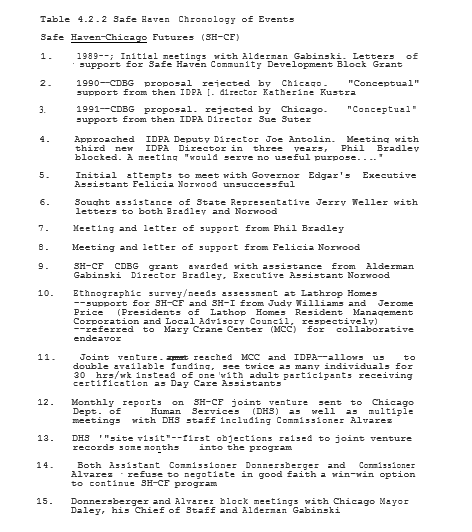 Table 4.2.2 Safe Haven Chronology of Events
Safe Haven-Chicago Futures (SH-CF)
1. 1989--; Initial meetings with Alderman Gabinski. Letters of
support for Safe Haven Community Development Block Grant
2. 1990--CDBG proposal rejected by Chicago. "Conceptual"
support from then IDPA [. director Katherine Kustra
3. 1991--CDBG proposal. rejected by Chicago. "Conceptual"
support from then IDPA Director Sue Suter
4. Approached IDPA Deputy Director Joe Antolin. Meeting with
third new IDPA Director in three years, Phil Bradley
blocked. A meeting "would serve no useful purpose...."
5. Initial attempts to meet with Governor Edgar's Executive
Assistant Felicia Norwood unsuccessful
6. Sought assistance of State Representative Jerry Weller with
letters to both Bradley and Norwood
7. Meeting and letter of support from Phil Bradley
8. Meeting and letter of support from Felicia Norwood
9. SH-CF CDBG grant awarded with assistance from Alderman
Gabinski Director Bradley, Executive Assistant Norwood
10. Ethnographic survey/needs assessment at Lathrop Homes
--support for SH-CF and SH-I from Judy Williams and Jerome
Price (Presidents of Lathop Homes Resident Management
Corporation and Local Advisory Council, respectively)
--referred to Mary Crane Center (MCC) for collaborative
endeavor
11. Joint venture. reached MCC and IDPA--allows us to
double available funding, see twice as many individuals for
30 hrs/wk instead of one with adult participants receiving
certification as Day Care Assistants
12. Monthly reports on SH-CF joint venture sent to Chicago
Dept. of Human Services (DHS) as well as multiple
meetings with DHS staff including Commissioner Alvarez
13. DHS '"site visit"--first objections raised to joint venture
records some months into the program
14. Both Assistant Commissioner Donnersberger and Commissioner
Alvarez · refuse to negotiate in good faith a win-win option
to continue SH-CF program
15. Donnersberger and Alvarez block meetings with Chicago Mayor
Daley, his Chief of Staff and Alderman Gabinski